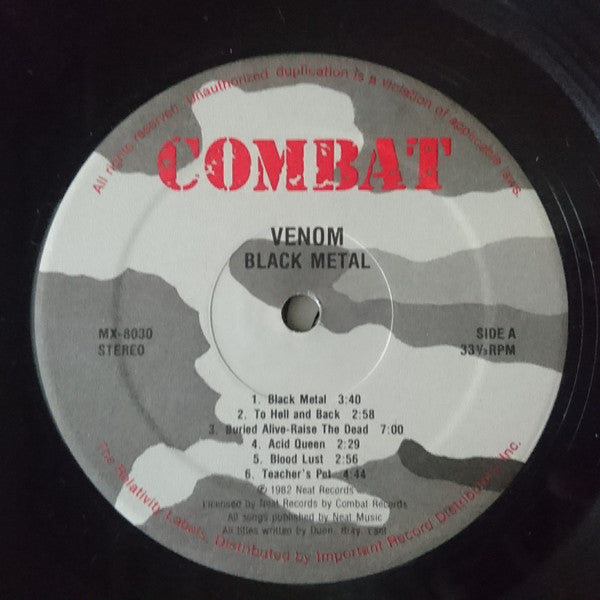 All rights reserved. Unauthorized duplication is a violation of applicable laws.
COMBAT
VENOM
BLACK METAL
MX-8030
STEREO
SIDE A
33⅓RPM
1. Black Metal 3:40
2. To Hell and Back 2:58
3. Buried Alive-Raise The Dead 7:00
4. Acid Queen 2:29
5. Blood Lust 2:56
6. Teacher's Pet 4:44
℗ 1982 Neat Records
Licensed by Neat Records by Combat Records
All songs published by Neat Music
All titles written by Dunn, Bray, Lant
The Relativity Labels, Distributed by Important Record Distributors, Inc.